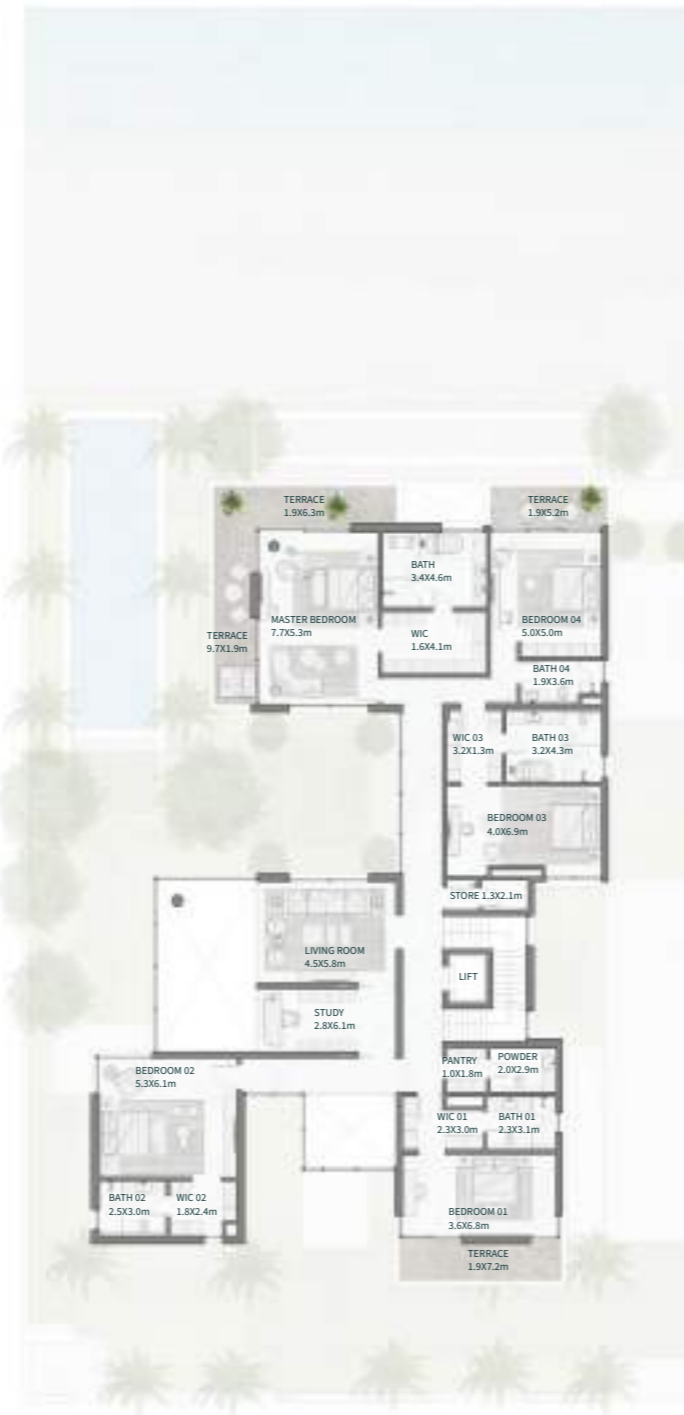 TERRACE
1.9X6.3m
TERRACE
1.9X5.2m
BATH
3.4X4.6m
MASTER BEDROOM
7.7X5.3m
BEDROOM 04
5.0X5.0m
TERRACE
9.7X1.9m
WIC
1.6X4.1m
BATH 04
1.9X3.6m
WIC 03
3.2X1.3m
BATH 03
3.2X4.3m
BEDROOM 03
4.0X6.9m
STORE 1.3X2.1m
LIVING ROOM
4.5X5.8m
LIFT
STUDY
2.8X6.1m
PANTRY
1.0X1.8m
POWDER
2.0X2.9m
BEDROOM 02
5.3X6.1m
WIC 01
2.3X3.0m
BATH 01
2.3X3.1m
BATH 02
2.5X3.0m
WIC 02
1.8X2.4m
BEDROOM 01
3.6X6.8m
TERRACE
1.9X7.2m